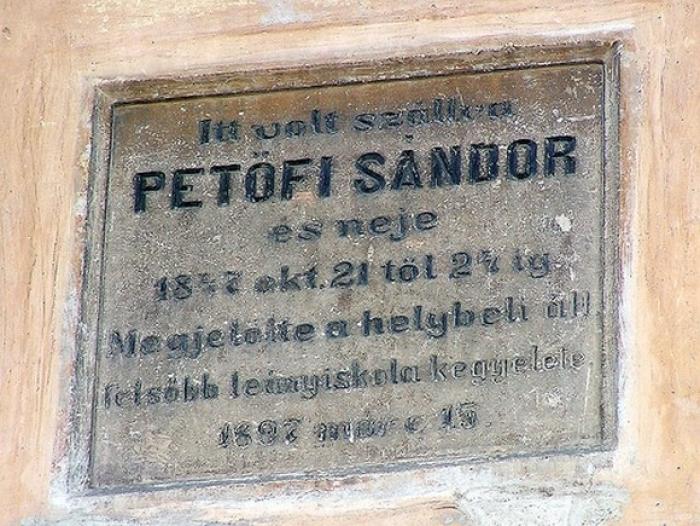 Itt volt szállva
PETŐFI SÁNDOR
és neje
1847 okt. 21 től 24 ig
Megjelölte a helybeli áll
felsőbb leányiskola kegyelete
1897 márc 15.